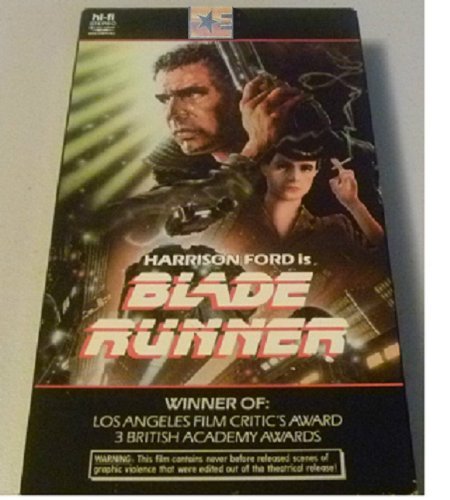 hi-fi
STEREO
HARRISON FORD is
BLADE
RUNNER
WINNER OF:
LOS ANGELES FILM CRITIC'S AWARD
3 BRITISH ACADEMY AWARDS
WARNING: This film contains never before released scenes of
graphic violence that were edited out of the theatrical release!